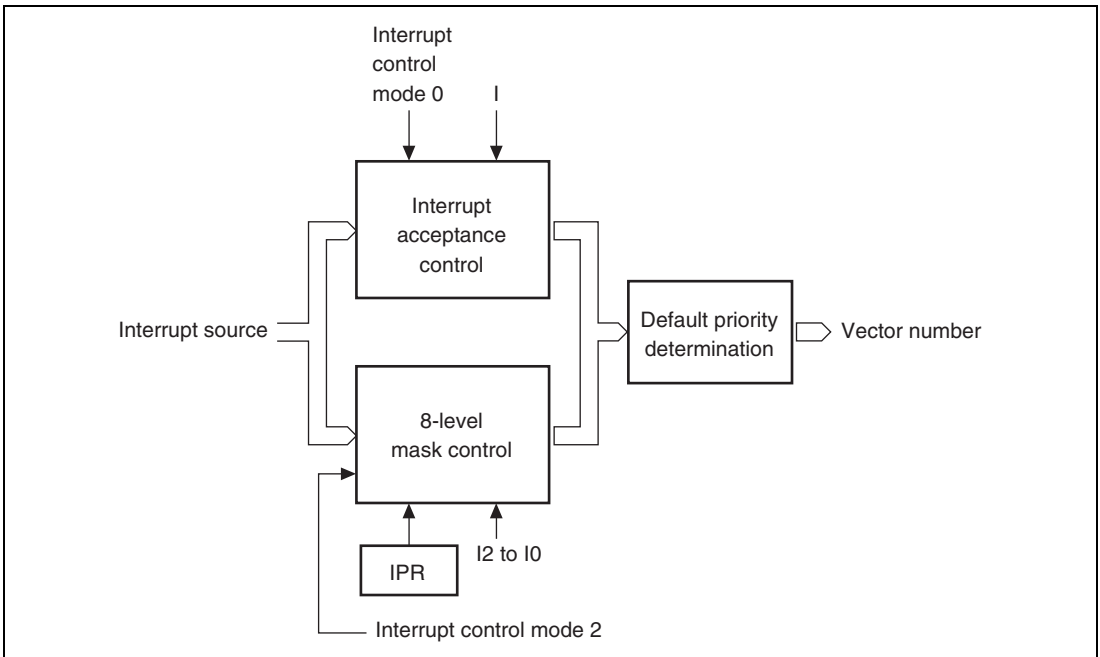 Interrupt
control
mode 0
I
Interrupt
acceptance
control
Interrupt source
Default priority
determination
Vector number
8-level
mask control
IPR
I2 to I0
Interrupt control mode 2